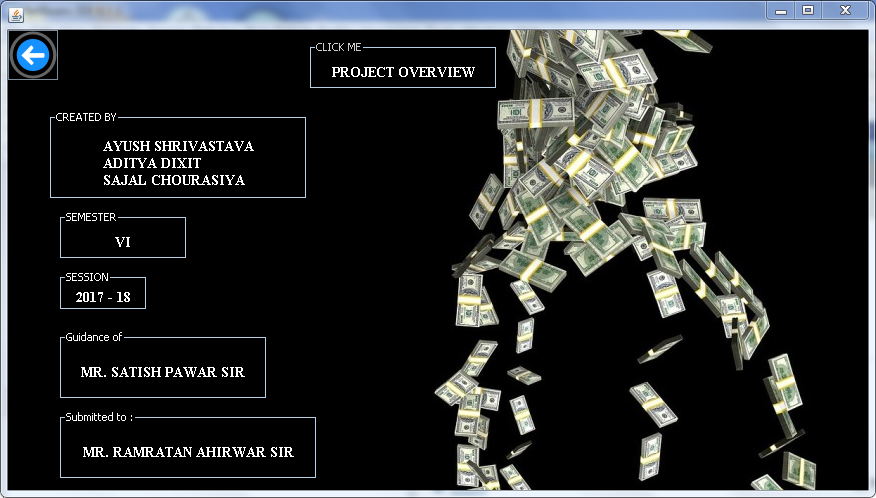 CLICK ME
PROJECT OVERVIEW
CREATED BY
AYUSH SHRIVASTAVA
ADITYA DIXIT
SAJAL CHOURASIYA
SEMESTER
VI
SESSION
2017 - 18
Guidance of
MR. SATISH PAWAR SIR
Submitted to :
MR. RAMRATAN AHIRWAR SIR